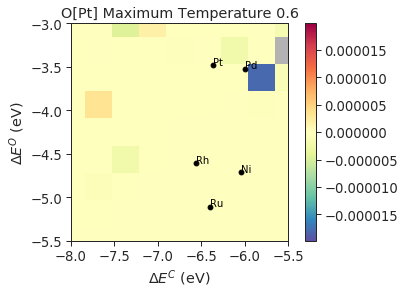 O[Pt] Maximum Temperature 0.6
−3.0
−3.5
−4.0
−4.5
−5.0
−5.5
ΔE^O (eV)
Pt
Pd
Rh
Ni
Ru
−8.0 −7.5 −7.0 −6.5 −6.0 −5.5
ΔE^C (eV)
0.000015
0.000010
0.000005
0.000000
−0.000005
−0.000010
−0.000015